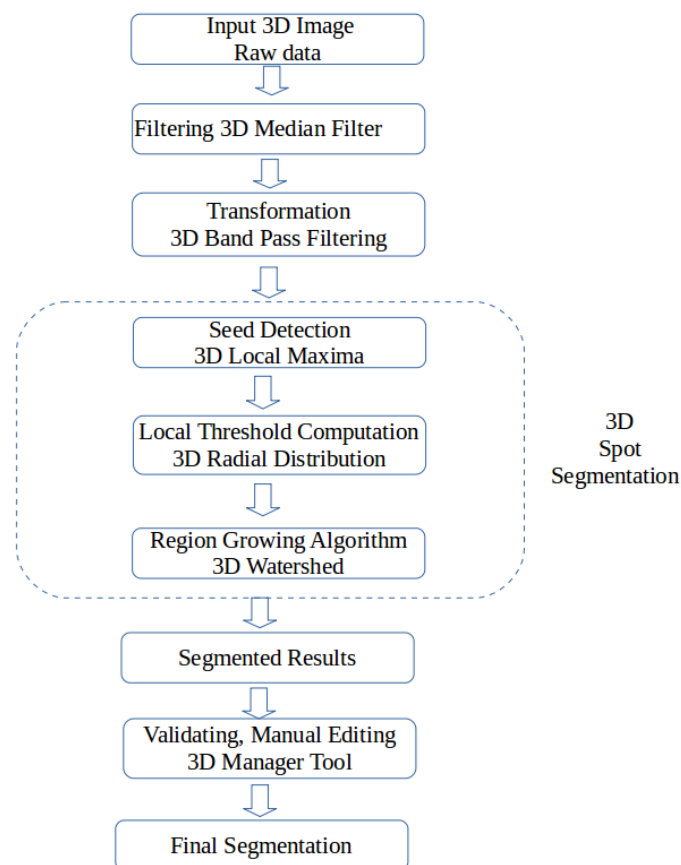 Input 3D Image
Raw data
Filtering 3D Median Filter
Transformation
3D Band Pass Filtering
Seed Detection
3D Local Maxima
Local Threshold Computation
3D Radial Distribution
Region Growing Algorithm
3D Watershed
3D
Spot
Segmentation
Segmented Results
Validating, Manual Editing
3D Manager Tool
Final Segmentation